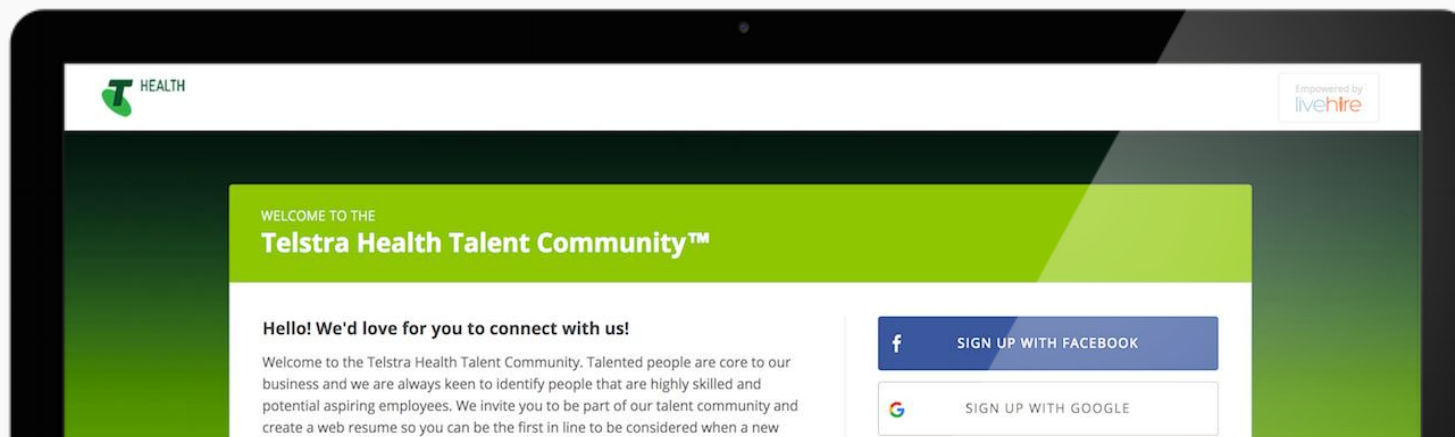 T HEALTH
Empowered by
livehire
WELCOME TO THE
Telstra Health Talent Community™
Hello! We'd love for you to connect with us!
Welcome to the Telstra Health Talent Community. Talented people are core to our
business and we are always keen to identify people that are highly skilled and
potential aspiring employees. We invite you to be part of our talent community and
create a web resume so you can be the first in line to be considered when a new
f SIGN UP WITH FACEBOOK
G SIGN UP WITH GOOGLE